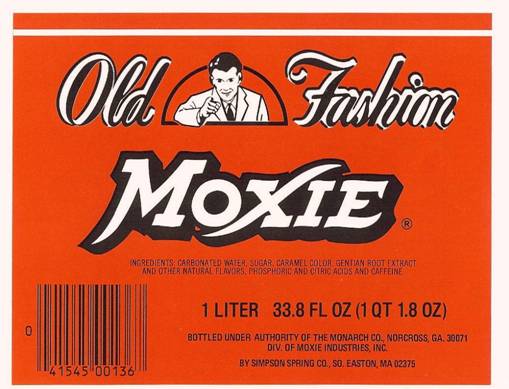 Old Fashion
MOXIE ®
INGREDIENTS: CARBONATED WATER, SUGAR, CARAMEL COLOR, GENTIAN ROOT EXTRACT
AND OTHER NATURAL FLAVORS, PHOSPHORIC AND CITRIC ACIDS AND CAFFEINE
1 LITER 33.8 FL OZ (1 QT 1.8 OZ)
BOTTLED UNDER AUTHORITY OF THE MONARCH CO., NORCROSS, GA. 30071
DIV. OF MOXIE INDUSTRIES, INC.
BY SIMPSON SPRING CO., SO. EASTON, MA 02375
0 41545 00136